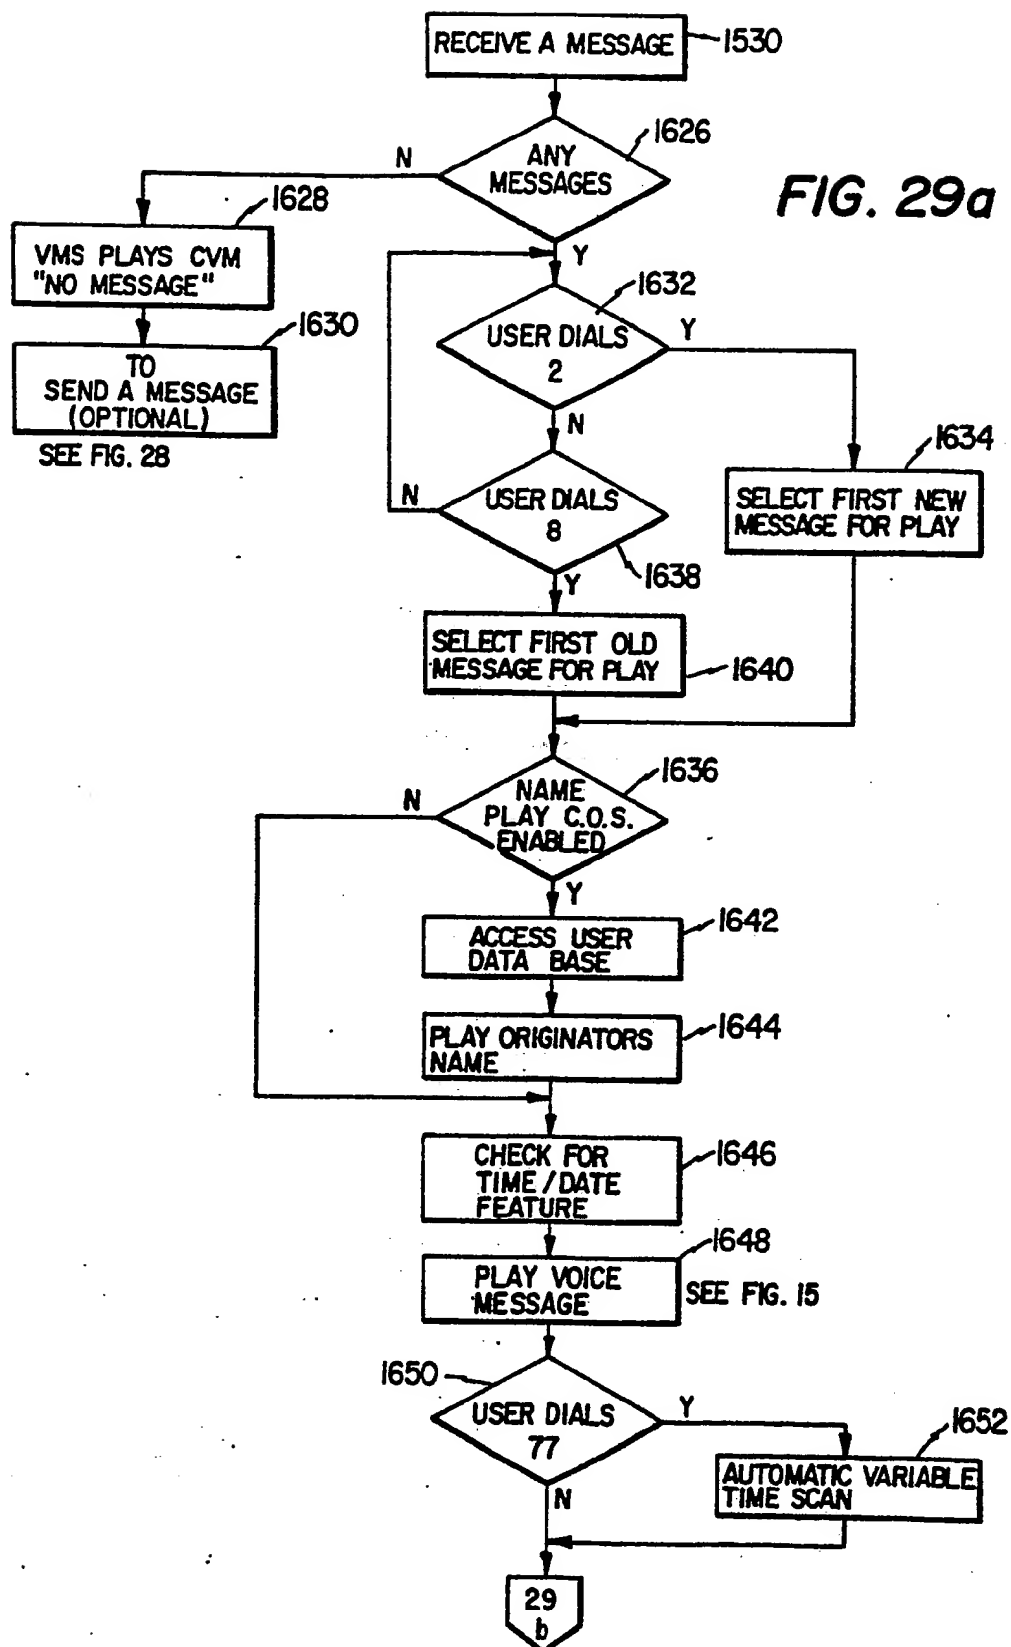 RECEIVE A MESSAGE
1530
ANY
MESSAGES
1626
N
FIG. 29a
1628
VMS PLAYS CVM
"NO MESSAGE"
Y
1630
TO
SEND A MESSAGE
(OPTIONAL)
SEE FIG. 28
1632
USER DIALS
2
Y
N
1634
SELECT FIRST NEW
MESSAGE FOR PLAY
USER DIALS
8
N
1638
Y
SELECT FIRST OLD
MESSAGE FOR PLAY
1640
1636
NAME
PLAY C.O.S.
ENABLED
N
Y
1642
ACCESS USER
DATA BASE
1644
PLAY ORIGINATORS
NAME
1646
CHECK FOR
TIME/DATE
FEATURE
1648
PLAY VOICE
MESSAGE
SEE FIG. 15
1650
USER DIALS
77
Y
1652
AUTOMATIC VARIABLE
TIME SCAN
N
29
b